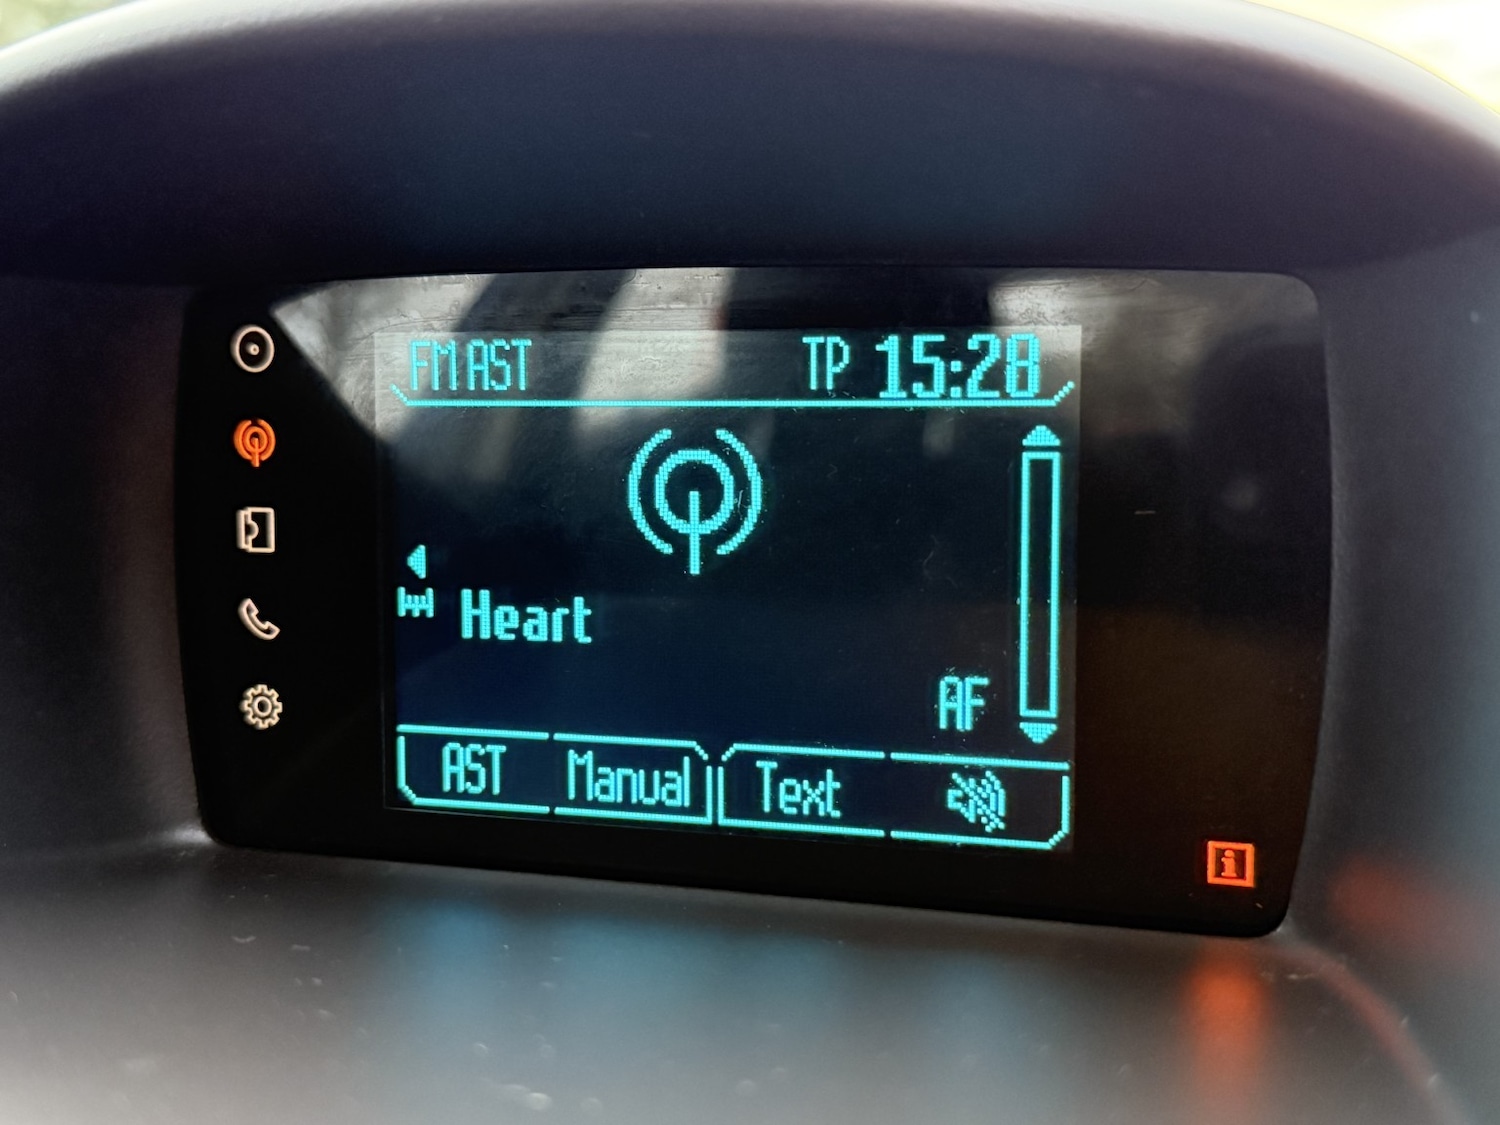 FM AST TP 15:28
Heart
AF
AST Manual Text
i